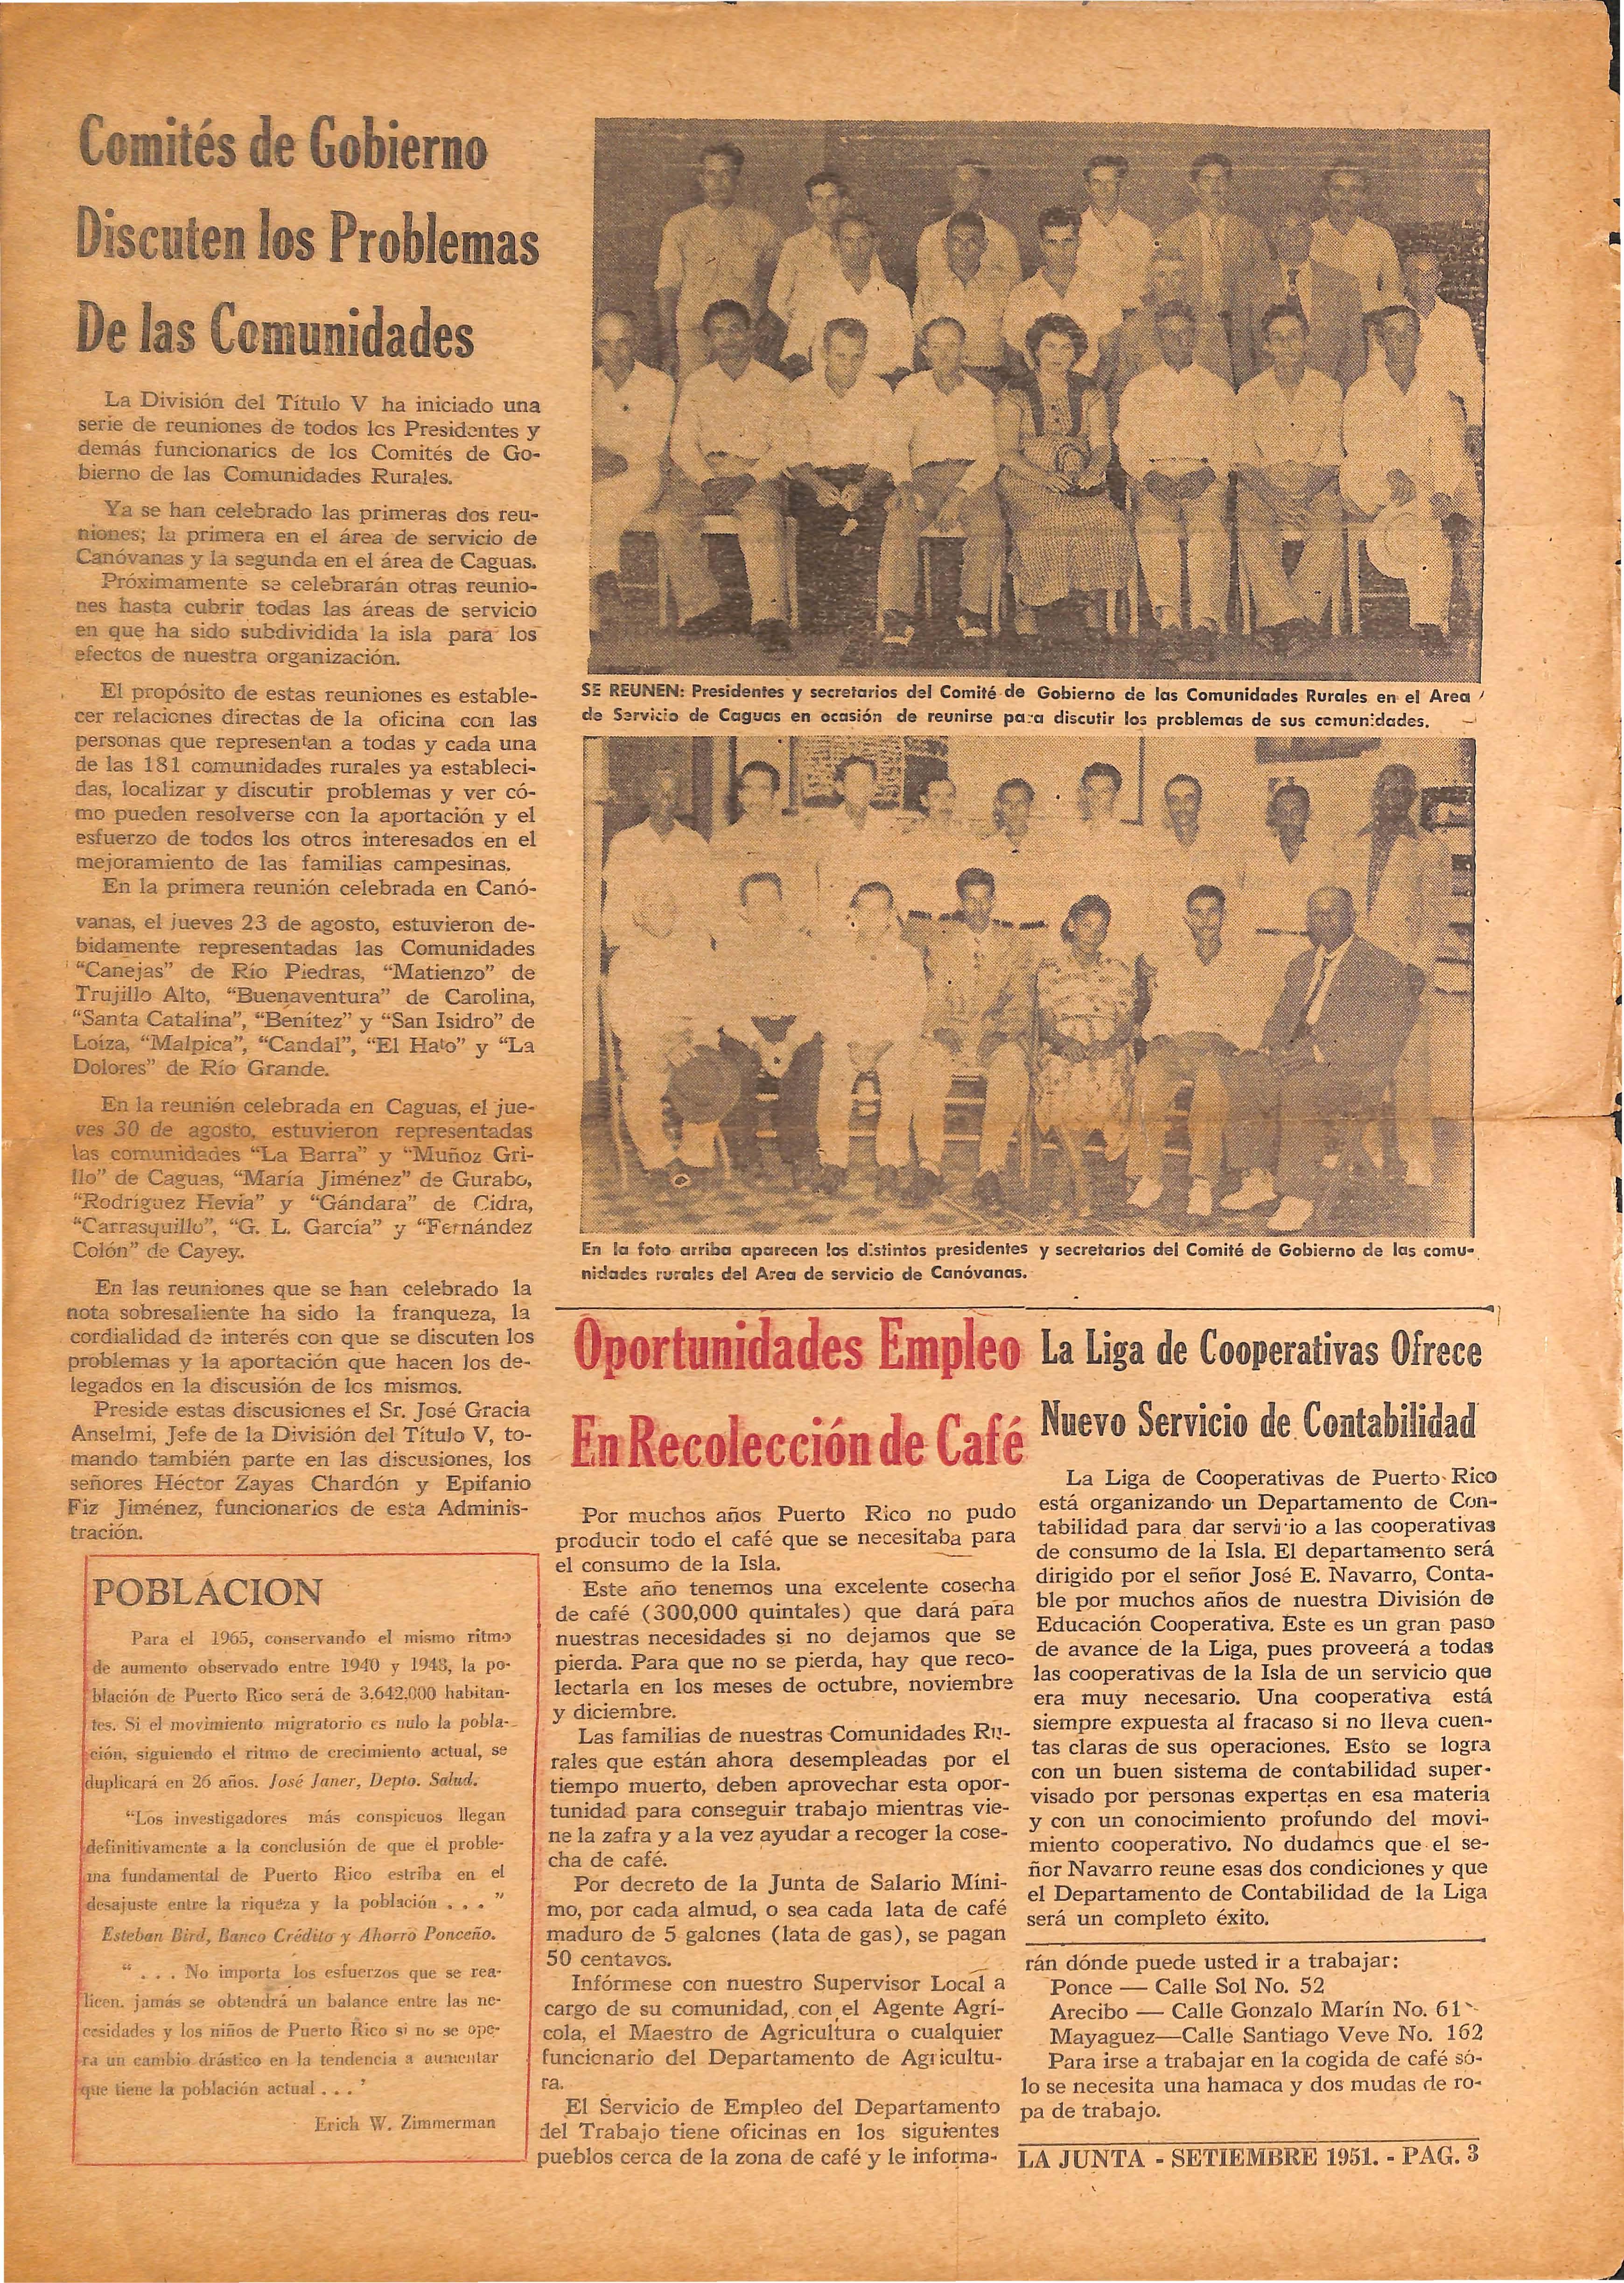 Comités de Gobierno
Discuten los Problemas
De las Comunidades
La División del Título V ha iniciado una
serie de reuniones de todos los Presidentes y
demás funcionarios de los Comités de Go-
bierno de las Comunidades Rurales.
Ya se han celebrado las primeras dos reu-
niones; la primera en el área de servicio de
Canóvanas y la segunda en el área de Caguas.
Próximamente se celebrarán otras reunio-
nes hasta cubrir todas las áreas de servicio
en que ha sido subdividida la isla para los
efectos de nuestra organización.
El propósito de estas reuniones es estable-
cer relaciones directas de la oficina con las
personas que representan a todas y cada una
de las 181 comunidades rurales ya estableci-
das, localizar y discutir problemas y ver có-
mo pueden resolverse con la aportación y el
esfuerzo de todos los otros interesados en el
mejoramiento de las familias campesinas.
En la primera reunión celebrada en Canó-
vanas, el jueves 23 de agosto, estuvieron de-
bidamente representadas las Comunidades
“Canejas” de Río Piedras, “Matienzo” de
Trujillo Alto, “Buenaventura” de Carolina,
“Santa Catalina”, “Benítez” y “San Isidro” de
Loíza, “Malpica”, “Candal”, “El Hato” y “La
Dolores” de Río Grande.
En la reunión celebrada en Caguas, el jue-
ves 30 de agosto, estuvieron representadas
las comunidades “La Barra” y “Muñoz Gri-
llo” de Caguas, “María Jiménez” de Gurabo,
“Rodríguez Hevía” y “Gándara” de Cidra,
“Carrasquillo”, “G. L. García” y “Fernández
Colón” de Cayey.
En las reuniones que se han celebrado la
nota sobresaliente ha sido la franqueza, la
cordialidad de interés con que se discuten los
problemas y la aportación que hacen los de-
legados en la discusión de los mismos.
Preside estas discusiones el Sr. José Gracia
Anselmi, Jefe de la División del Título V, to-
mando también parte en las discusiones, los
señores Héctor Zayas Chardón y Epifanio
Fiz Jiménez, funcionarios de esta Adminis-
tración.
POBLACION
Para el 1965, conservando el mismo ritmo
de aumento observado entre 1940 y 1948, la po-
blación de Puerto Rico será de 3.642.000 habitan-
tes. Si el movimiento migratorio es nulo la pobla-
ción, siguiendo el ritmo de crecimiento actual, se
duplicará en 26 años. José Janer, Depto. Salud.
“Los investigadores más conspicuos llegan
definitivamente a la conclusión de que el proble-
ma fundamental de Puerto Rico estriba en el
desajuste entre la riqueza y la población . . . ”
Esteban Bird, Banco Crédito y Ahorro Ponceño.
“ . . . No importa los esfuerzos que se rea-
licen. jamás se obtendrá un balance entre las ne-
cesidades y los niños de Puerto Rico si no se ope-
ra un cambio drástico en la tendencia a aumentar
que tiene la población actual . . . ’
Erich W. Zimmerman
SE REUNEN: Presidentes y secretarios del Comité de Gobierno de las Comunidades Rurales en el Area
de Servicio de Caguas en ocasión de reunirse para discutir los problemas de sus comunidades.
En la foto arriba aparecen los distintos presidentes y secretarios del Comité de Gobierno de las comu-
nidades rurales del Area de servicio de Canóvanas.
Oportunidades Empleo
En Recolección de Café
Por muchos años Puerto Rico no pudo
producir todo el café que se necesitaba para
el consumo de la Isla.
Este año tenemos una excelente cosecha
de café (300,000 quintales) que dará para
nuestras necesidades si no dejamos que se
pierda. Para que no se pierda, hay que reco-
lectarla en los meses de octubre, noviembre
y diciembre.
Las familias de nuestras Comunidades Ru-
rales que están ahora desempleadas por el
tiempo muerto, deben aprovechar esta opor-
tunidad para conseguir trabajo mientras vie-
ne la zafra y a la vez ayudar a recoger la cose-
cha de café.
Por decreto de la Junta de Salario Míni-
mo, por cada almud, o sea cada lata de café
maduro de 5 galones (lata de gas), se pagan
50 centavos.
Infórmese con nuestro Supervisor Local a
cargo de su comunidad, con el Agente Agrí-
cola, el Maestro de Agricultura o cualquier
funcionario del Departamento de Agricultu-
ra.
El Servicio de Empleo del Departamento
del Trabajo tiene oficinas en los siguientes
pueblos cerca de la zona de café y le informa-
La Liga de Cooperativas Ofrece
Nuevo Servicio de Contabilidad
La Liga de Cooperativas de Puerto Rico
está organizando un Departamento de Con-
tabilidad para dar servicio a las cooperativas
de consumo de la Isla. El departamento será
dirigido por el señor José E. Navarro, Conta-
ble por muchos años de nuestra División de
Educación Cooperativa. Este es un gran paso
de avance de la Liga, pues proveerá a todas
las cooperativas de la Isla de un servicio que
era muy necesario. Una cooperativa está
siempre expuesta al fracaso si no lleva cuen-
tas claras de sus operaciones. Esto se logra
con un buen sistema de contabilidad super-
visado por personas expertas en esa materia
y con un conocimiento profundo del movi-
miento cooperativo. No dudamos que el se-
ñor Navarro reune esas dos condiciones y que
el Departamento de Contabilidad de la Liga
será un completo éxito.
rán dónde puede usted ir a trabajar:
Ponce — Calle Sol No. 52
Arecibo — Calle Gonzalo Marín No. 61
Mayaguez—Calle Santiago Veve No. 162
Para irse a trabajar en la cogida de café só-
lo se necesita una hamaca y dos mudas de ro-
pa de trabajo.
LA JUNTA - SETIEMBRE 1951. - PAG. 3